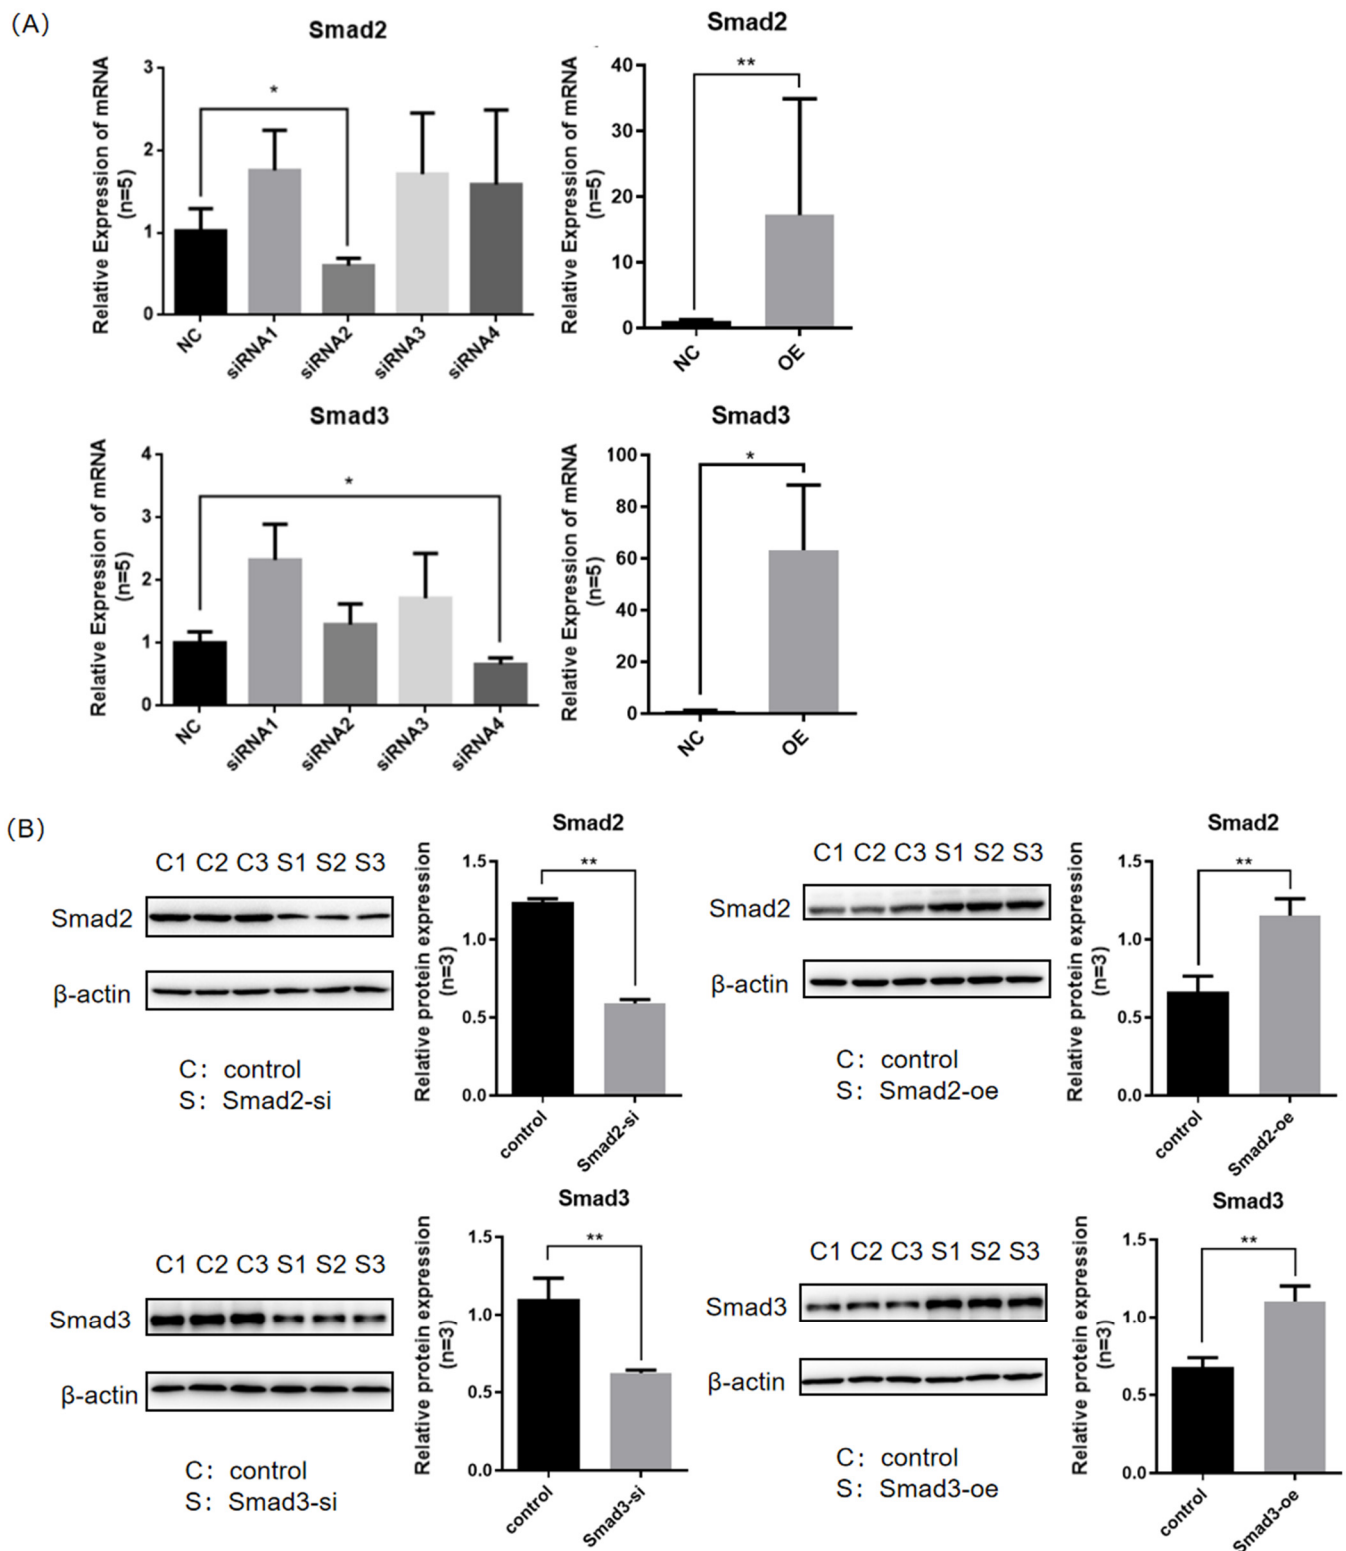 (A)
Smad2
Relative Expression of mRNA
(n=5)
3
2
1
0
*
NC
siRNA1
siRNA2
siRNA3
siRNA4
Smad2
Relative Expression of mRNA
(n=5)
40
30
20
10
0
**
NC
OE
Smad3
Relative Expression of mRNA
(n=5)
4
3
2
1
0
*
NC
siRNA1
siRNA2
siRNA3
siRNA4
Smad3
Relative Expression of mRNA
(n=5)
100
80
60
40
20
0
*
NC
OE
(B)
C1 C2 C3 S1 S2 S3
Smad2
β-actin
C: control
S: Smad2-si
Smad2
Relative protein expression
(n=3)
1.5
1.0
0.5
0.0
**
control
Smad2-si
C1 C2 C3 S1 S2 S3
Smad2
β-actin
C: control
S: Smad2-oe
Smad2
Relative protein expression
(n=3)
1.5
1.0
0.5
0.0
**
control
Smad2-oe
C1 C2 C3 S1 S2 S3
Smad3
β-actin
C: control
S: Smad3-si
Smad3
Relative protein expression
(n=3)
1.5
1.0
0.5
0.0
**
control
Smad3-si
C1 C2 C3 S1 S2 S3
Smad3
β-actin
C: control
S: Smad3-oe
Smad3
Relative protein expression
(n=3)
1.5
1.0
0.5
0.0
**
control
Smad3-oe